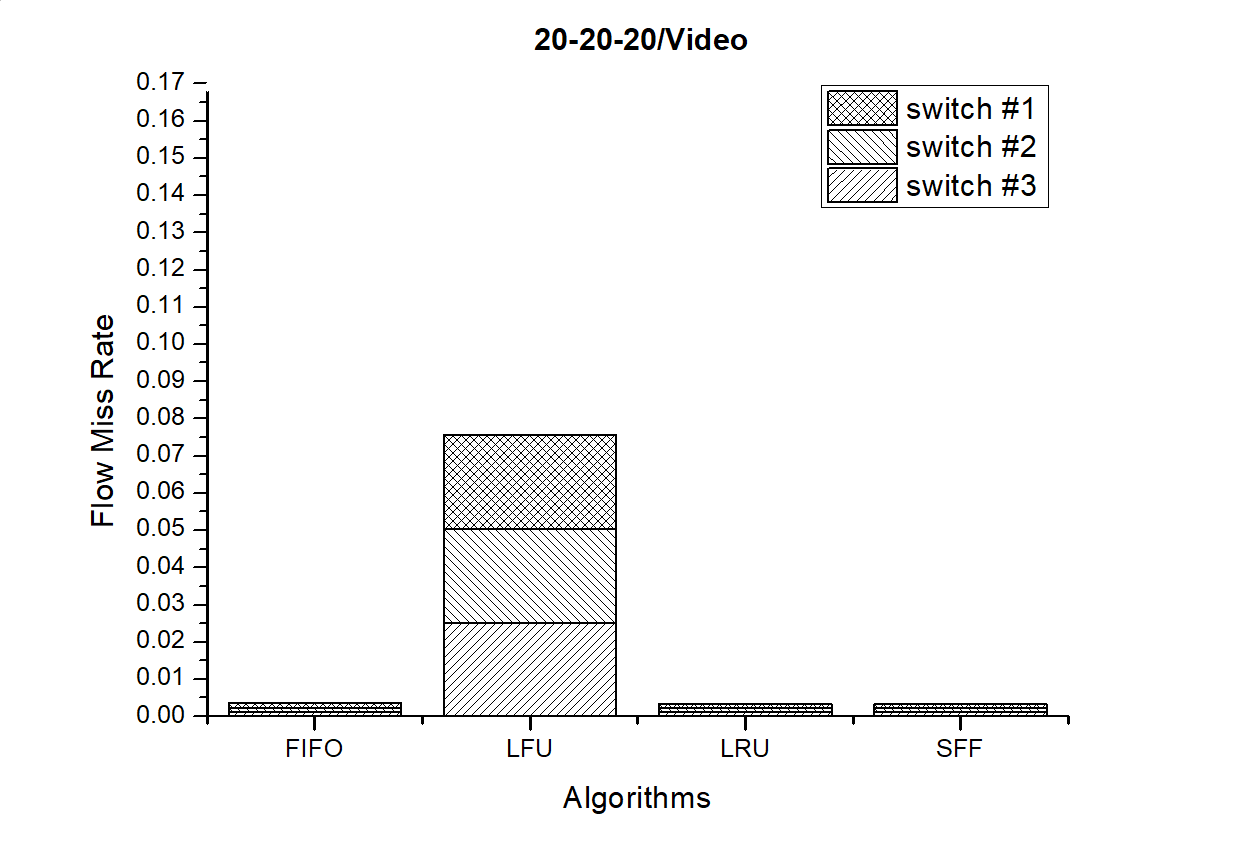 20-20-20/Video
switch #1
switch #2
switch #3
Flow Miss Rate
0.17
0.16
0.15
0.14
0.13
0.12
0.11
0.10
0.09
0.08
0.07
0.06
0.05
0.04
0.03
0.02
0.01
0.00
FIFO LFU LRU SFF
Algorithms